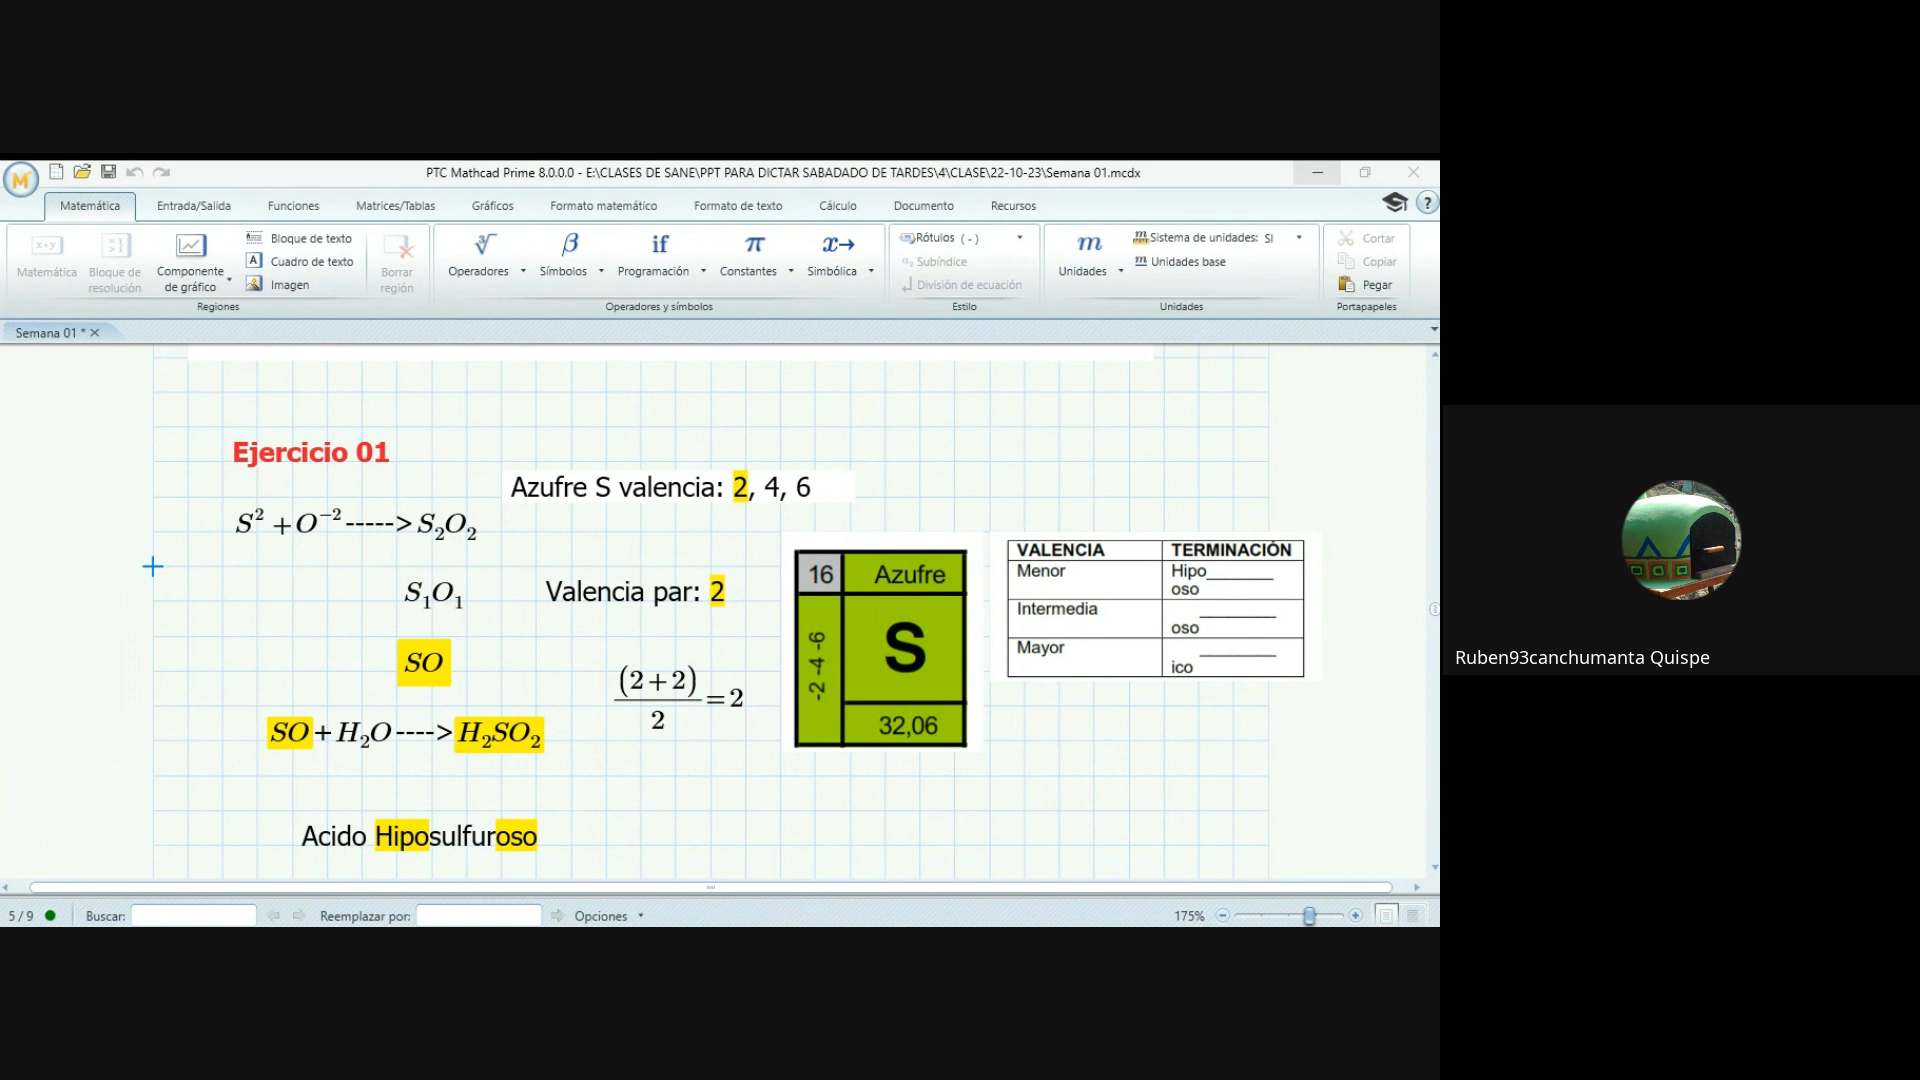 PTC Mathcad Prime 8.0.0.0 - E:\CLASES DE SANE\PPT PARA DICTAR SABADADO DE TARDES\4\CLASE\22-10-23\Semana 01.mcdx
Matemática Entrada/Salida Funciones Matrices/Tablas Gráficos Formato matemático Formato de texto Cálculo Documento Recursos
Matemática
Bloque de resolución
Componente de gráfico
Bloque de texto
Cuadro de texto
Imagen
Borrar región
Regiones
Operadores
Símbolos
if
Programación
π
Constantes
Simbólica
Operadores y símbolos
Rótulos ( - )
Subíndice
División de ecuación
Estilo
m
Unidades
Sistema de unidades: SI
Unidades base
Unidades
Cortar
Copiar
Pegar
Portapapeles
Semana 01 *
Ejercicio 01
Azufre S valencia: 2, 4, 6
S² + O⁻² -----> S₂O₂
S₁O₁
Valencia par: 2
SO
(2+2)/2 = 2
SO + H₂O ----> H₂SO₂
Acido Hiposulfuroso
16 Azufre
-2 -4 -6
S
32,06
VALENCIA TERMINACIÓN
Menor Hipo_______
oso
Intermedia ________
oso
Mayor ________
ico
Ruben93canchumanta Quispe
5 / 9 Buscar: Reemplazar por: Opciones 175%